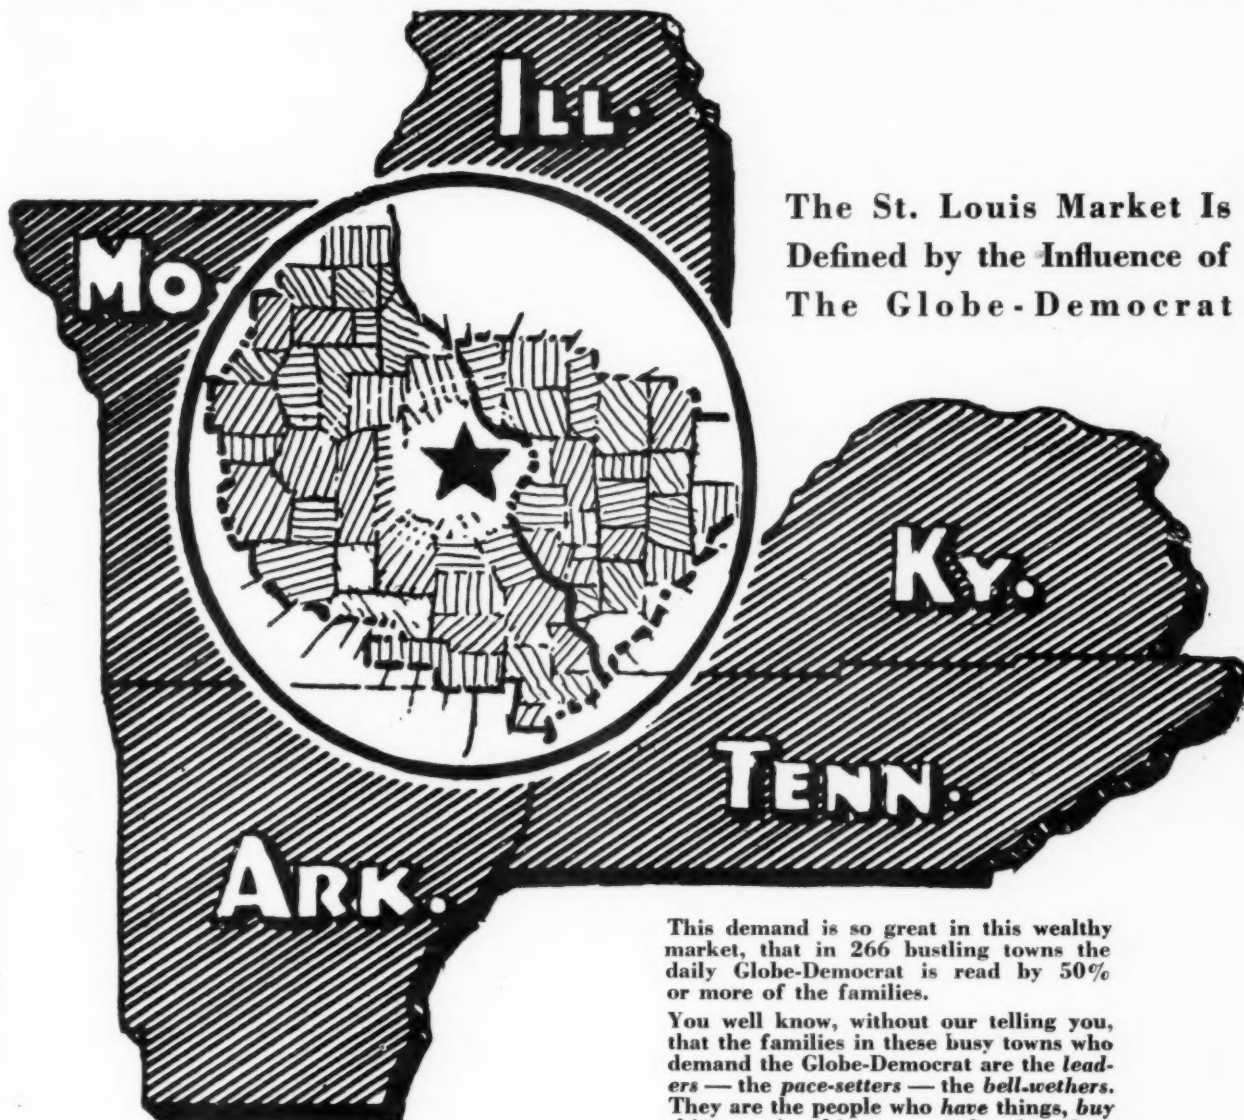 ILL.
The St. Louis Market Is
Defined by the Influence of
The Globe-Democrat
MO
KY.
TENN.
ARK.
This demand is so great in this wealthy
market, that in 266 bustling towns the
daily Globe-Democrat is read by 50%
or more of the families.
You well know, without our telling you,
that the families in these busy towns who
demand the Globe-Democrat are the lead-
ers — the pace-setters — the bell-wethers.
They are the people who have things, buy